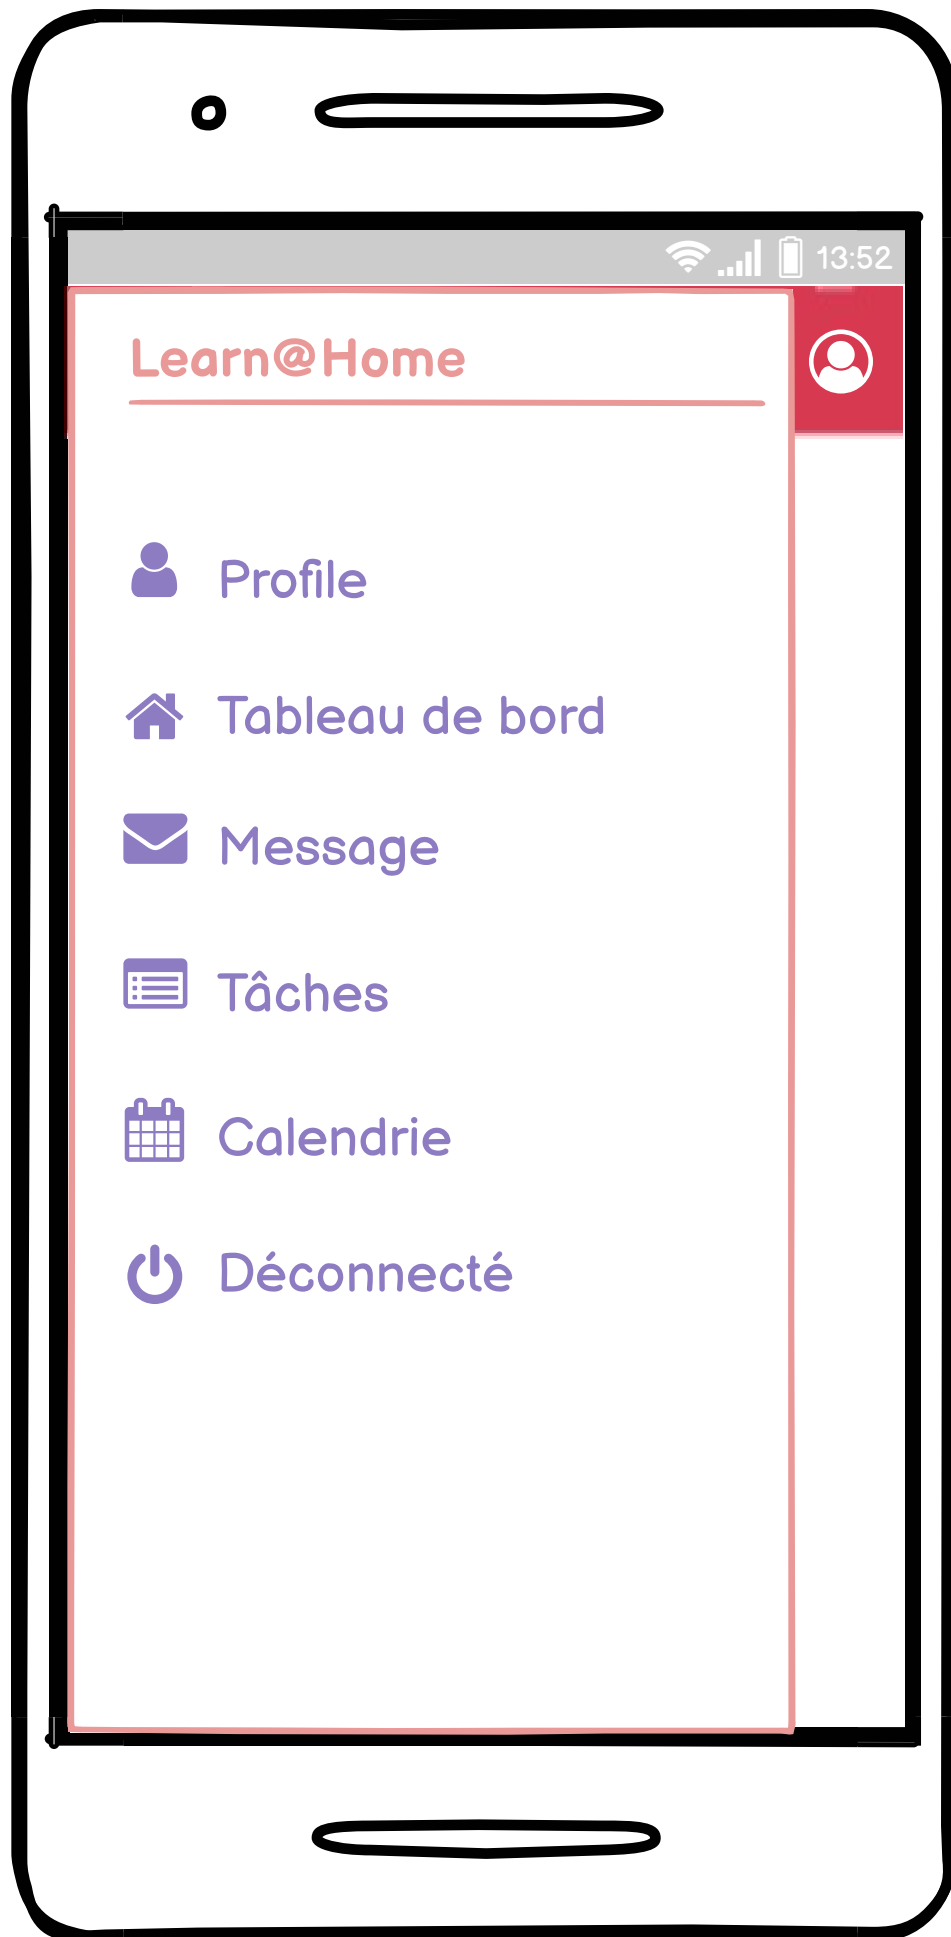 13:52
Learn@Home
Profile
Tableau de bord
Message
Tâches
Calendrie
Déconnecté